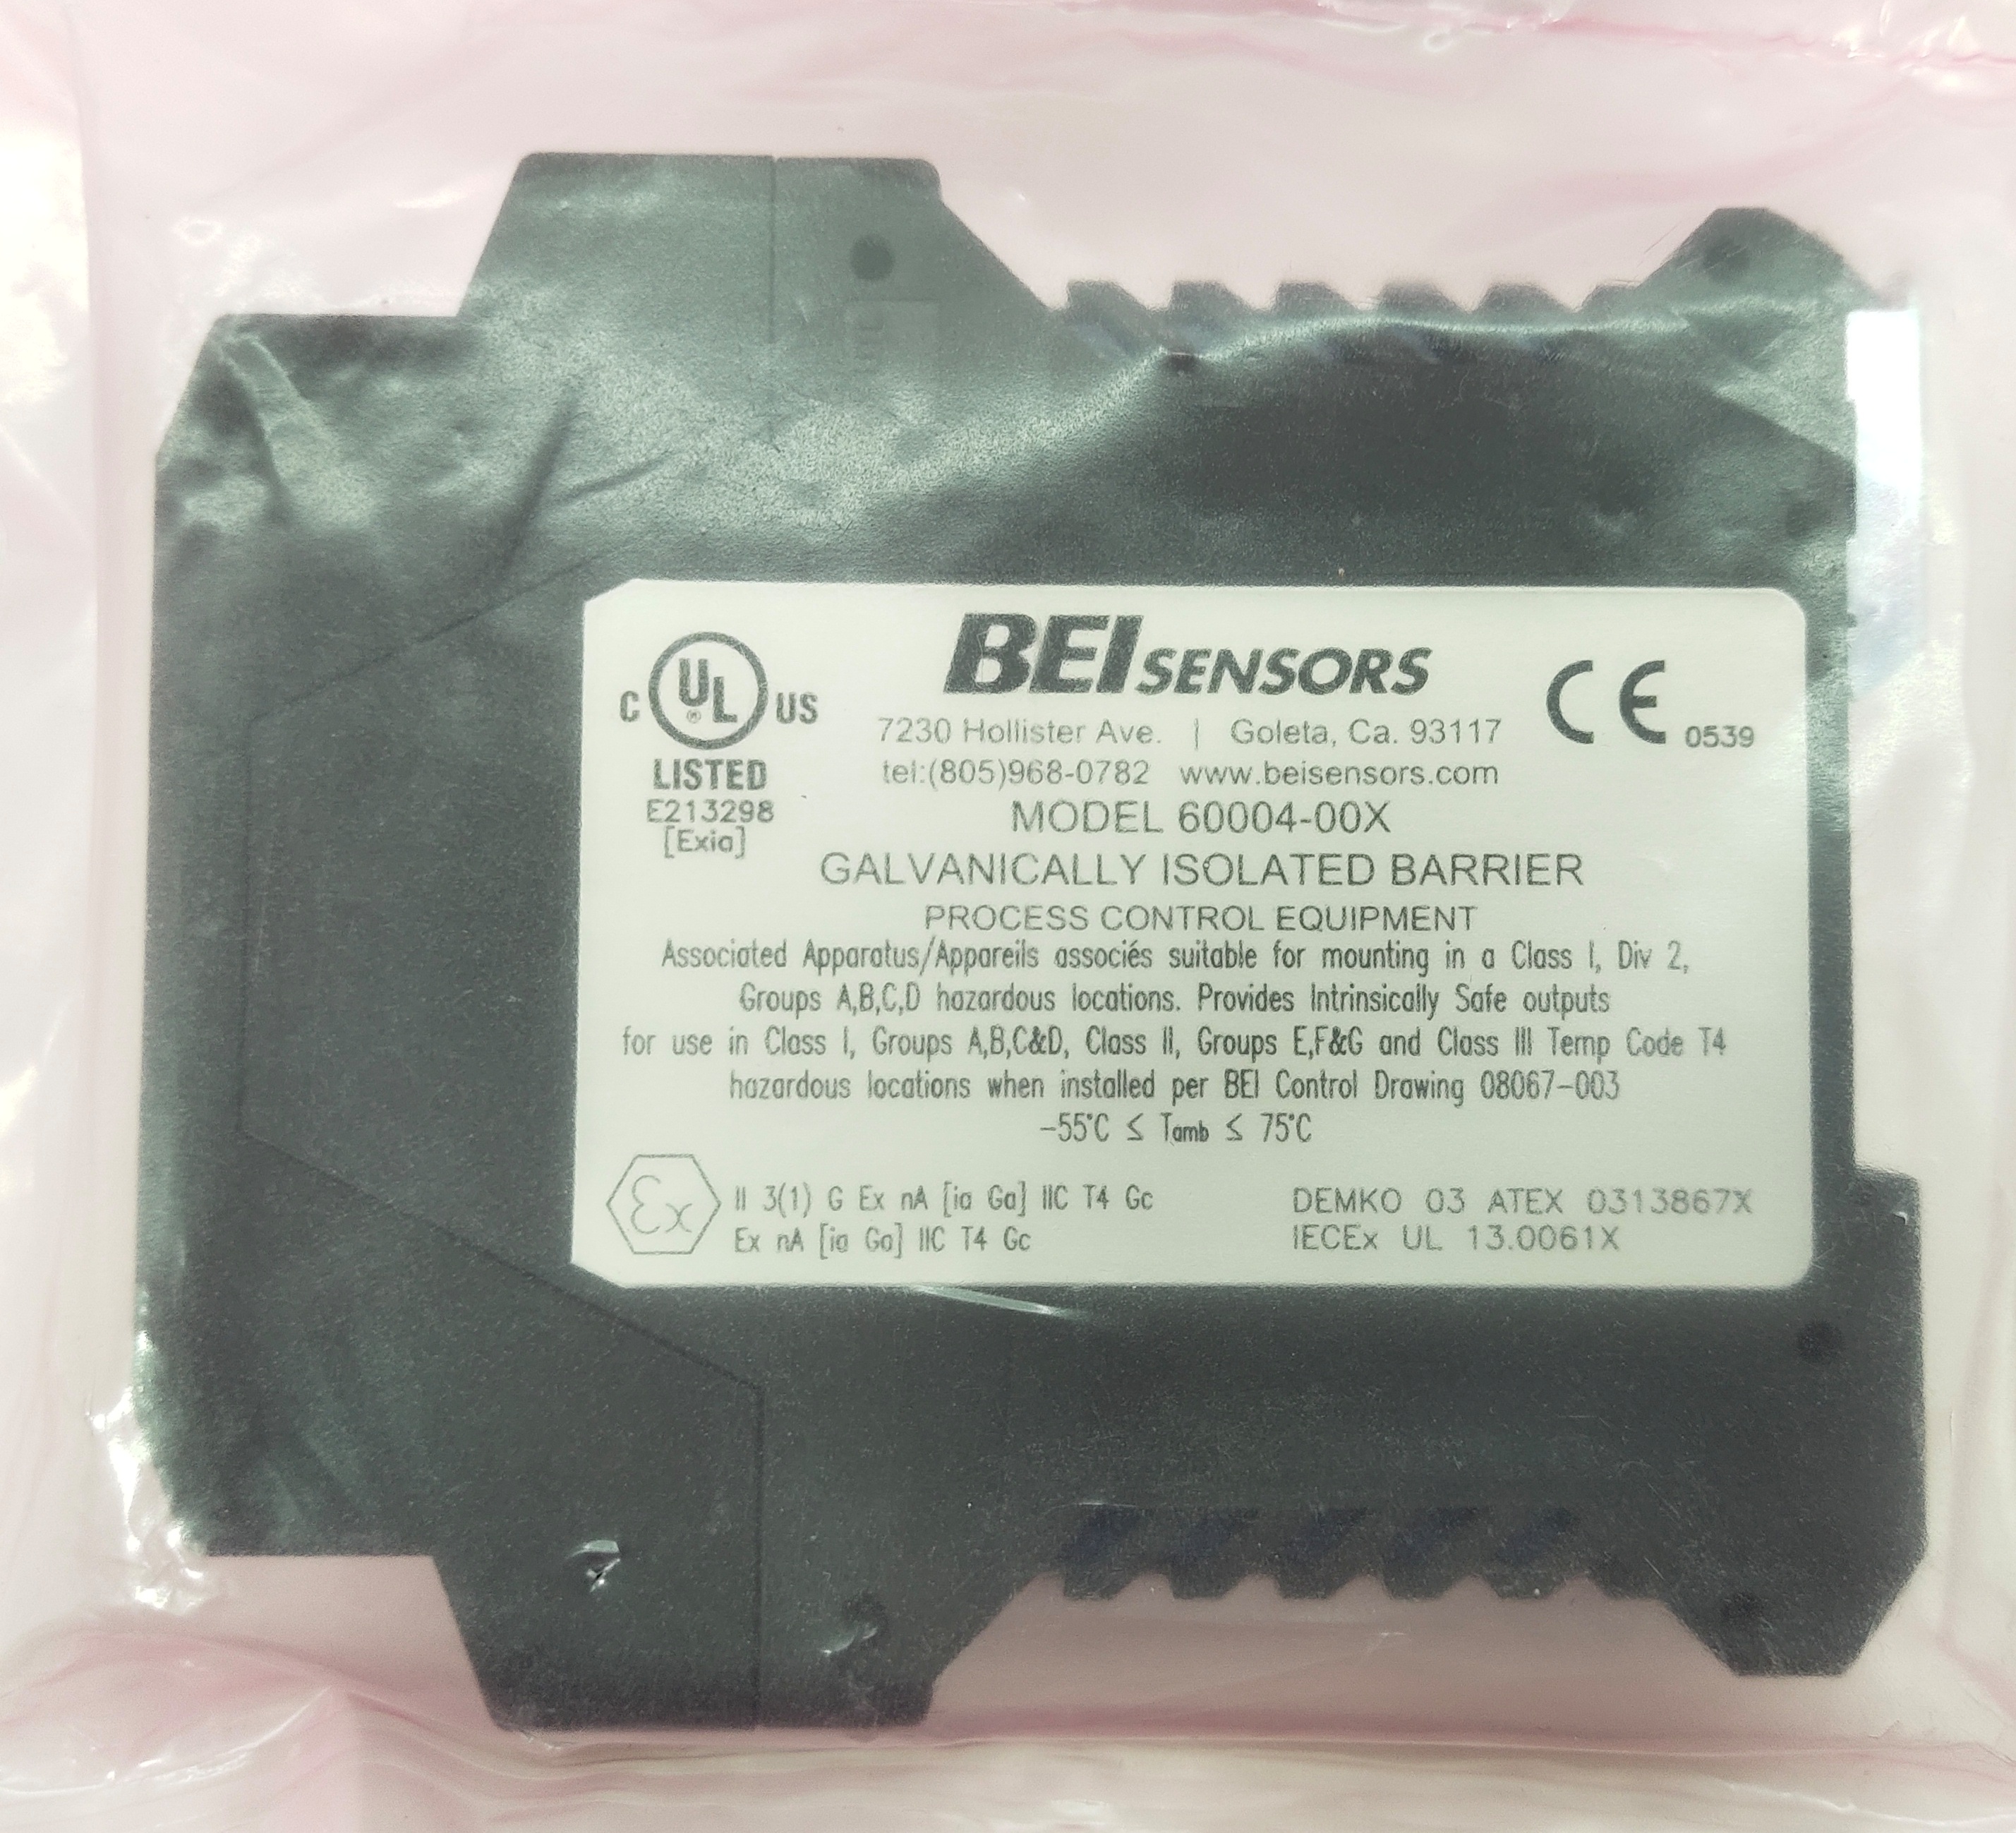 BEI SENSORS
C UL ® US
LISTED
E213298
[Exia]
CE 0539
7230 Hollister Ave. | Goleta, Ca. 93117
tel:(805)968-0782 www.beisensors.com
MODEL 60004-00X
GALVANICALLY ISOLATED BARRIER
PROCESS CONTROL EQUIPMENT
Associated Apparatus/Appareils associés suitable for mounting in a Class I, Div 2,
Groups A,B,C,D hazardous locations. Provides Intrinsically Safe outputs
for use in Class I, Groups A,B,C&D, Class II, Groups E,F&G and Class III Temp Code T4
hazardous locations when installed per BEI Control Drawing 08067-003
-55°C ≤ Tamb ≤ 75°C
Ex II 3(1) G Ex nA [ia Ga] IIC T4 Gc
Ex nA [ia Ga] IIC T4 Gc
DEMKO 03 ATEX 0313867X
IECEx UL 13.0061X